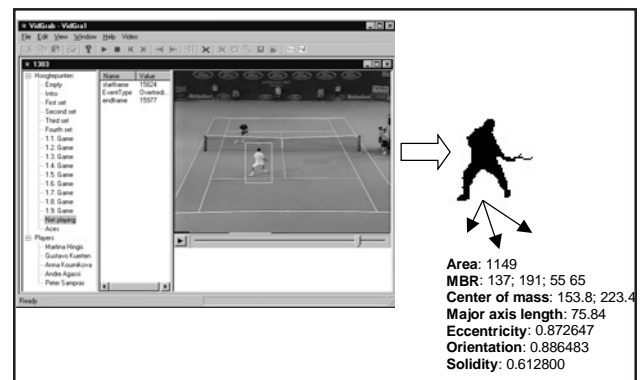 VidGrab - VidGra1
File Edit View Window Help Video
1303
Hoogtepunten
Empty
Intro
First set
Second set
Third set
Fourth set
1.1. Game
1.2. Game
1.3. Game
1.4. Game
1.5. Game
1.6. Game
1.7. Game
1.8. Game
1.9. Game
Net playing
Aces
Players
Martina Hingis
Gustavo Kuerten
Anna Kournikova
Andre Agassi
Peter Sampras
Name Value
startframe 15824
EventType Overtredi...
endframe 15977
Ready
Area: 1149
MBR: 137; 191; 55 65
Center of mass: 153.8; 223.4
Major axis length: 75.84
Eccentricity: 0.872647
Orientation: 0.886483
Solidity: 0.612800